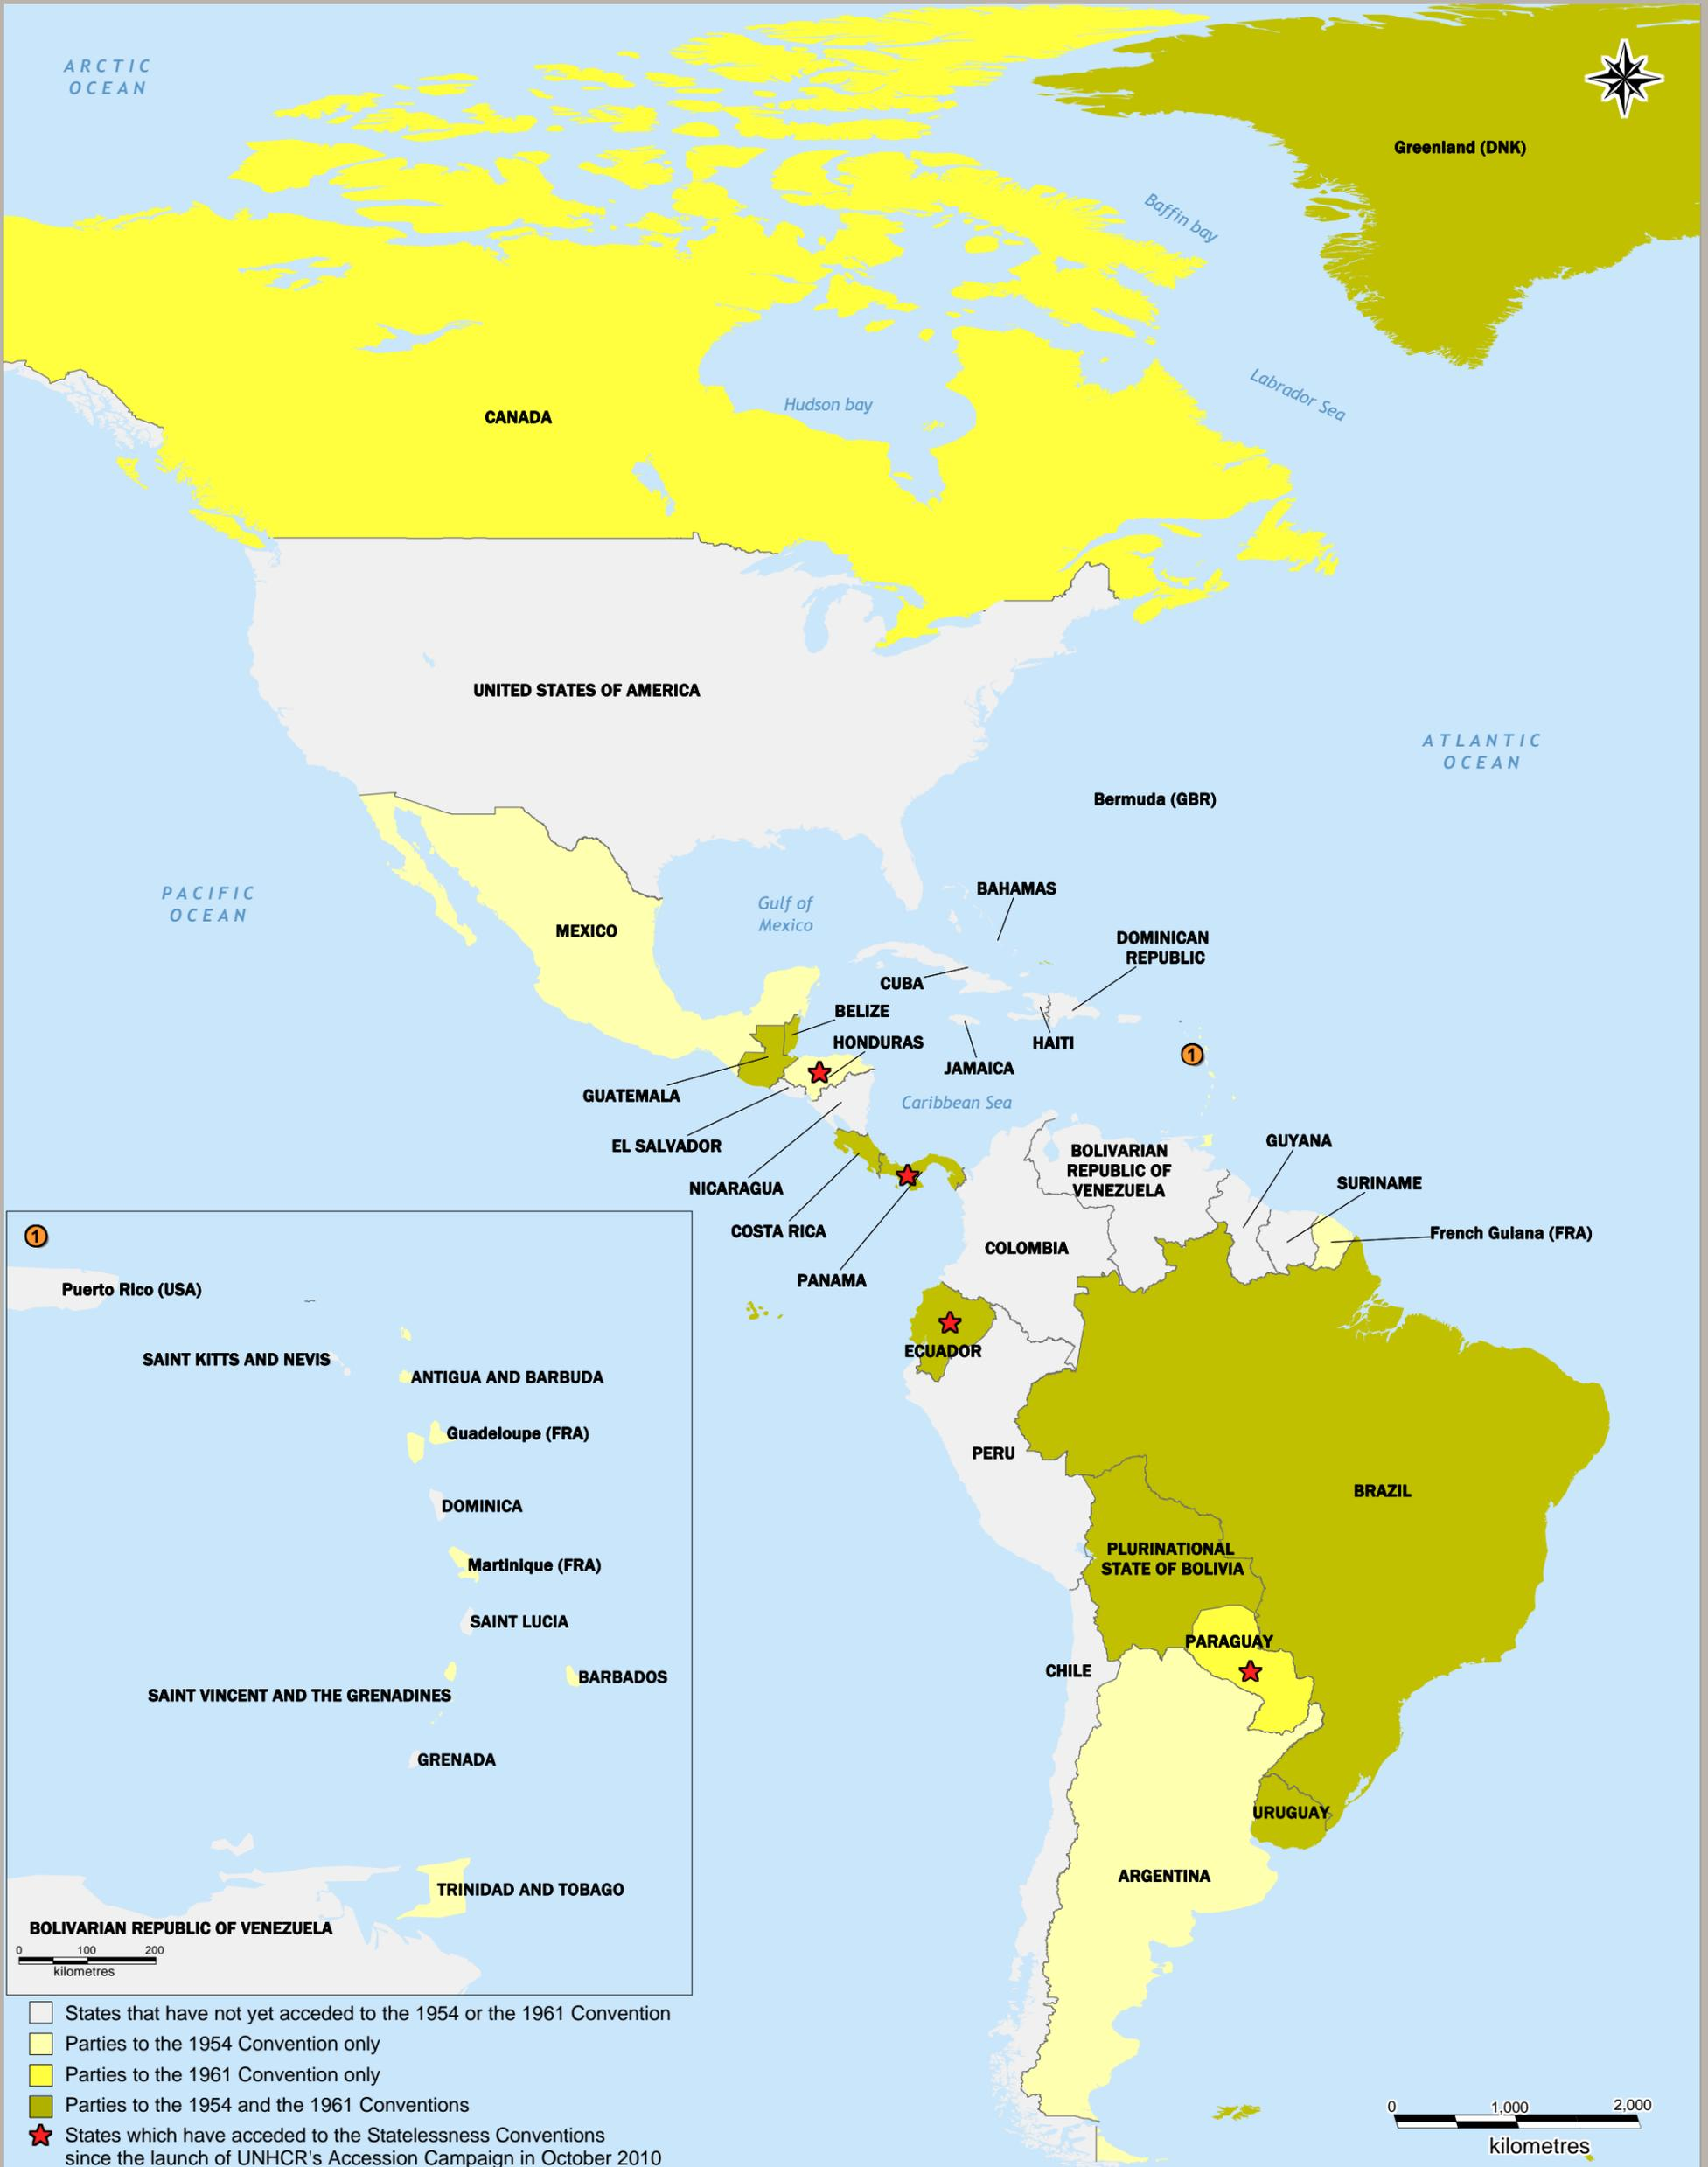 ARCTIC
OCEAN
Greenland (DNK)
Baffin bay
Labrador Sea
Hudson bay
CANADA
UNITED STATES OF AMERICA
ATLANTIC
OCEAN
Bermuda (GBR)
PACIFIC
OCEAN
Gulf of
Mexico
MEXICO
BAHAMAS
DOMINICAN
REPUBLIC
CUBA
BELIZE
HONDURAS
HAITI
JAMAICA
1
GUATEMALA
Caribbean Sea
EL SALVADOR
NICARAGUA
COSTA RICA
PANAMA
BOLIVARIAN
REPUBLIC OF
VENEZUELA
GUYANA
SURINAME
French Guiana (FRA)
COLOMBIA
ECUADOR
PERU
BRAZIL
PLURINATIONAL
STATE OF BOLIVIA
PARAGUAY
CHILE
URUGUAY
ARGENTINA
1
Puerto Rico (USA)
SAINT KITTS AND NEVIS
ANTIGUA AND BARBUDA
Guadeloupe (FRA)
DOMINICA
Martinique (FRA)
SAINT LUCIA
BARBADOS
SAINT VINCENT AND THE GRENADINES
GRENADA
TRINIDAD AND TOBAGO
BOLIVARIAN REPUBLIC OF VENEZUELA
0 100 200
kilometres
States that have not yet acceded to the 1954 or the 1961 Convention
Parties to the 1954 Convention only
Parties to the 1961 Convention only
Parties to the 1954 and the 1961 Conventions
States which have acceded to the Statelessness Conventions
since the launch of UNHCR's Accession Campaign in October 2010
0 1,000 2,000
kilometres